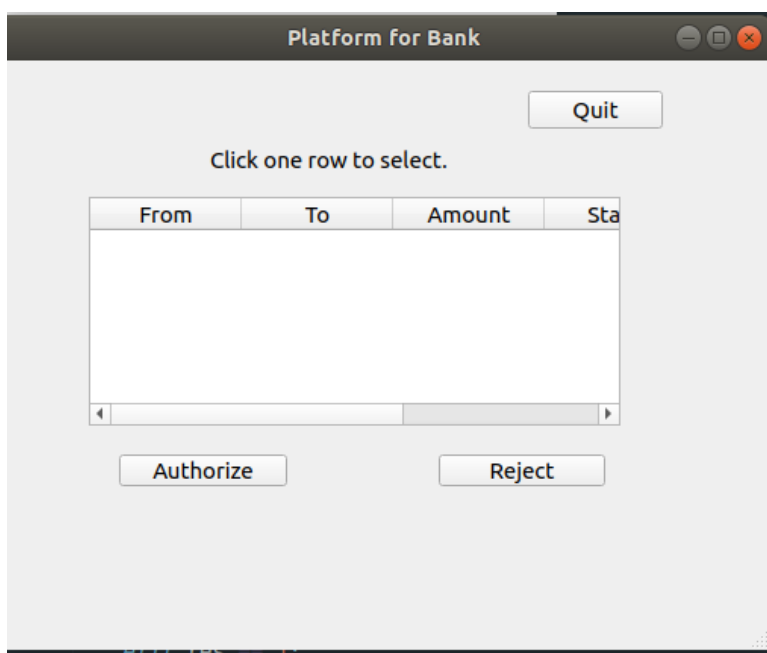 Platform for Bank
Quit
Click one row to select.
From To Amount Sta
Authorize Reject